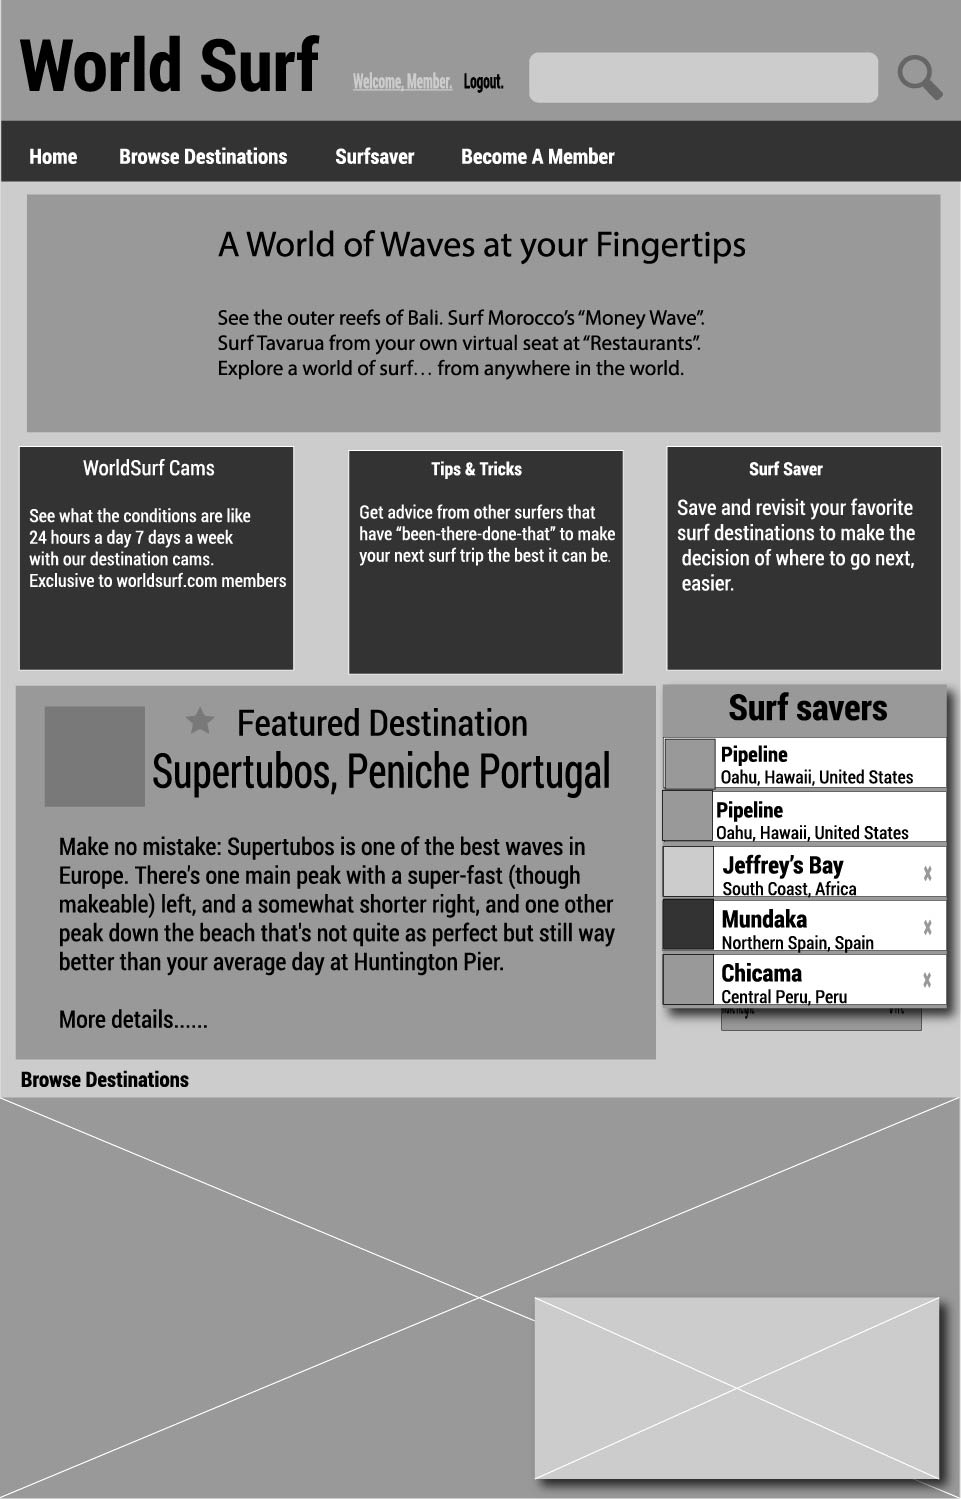 World Surf
Welcome, Member. Logout.
Home Browse Destinations Surfsaver Become A Member
A World of Waves at your Fingertips
See the outer reefs of Bali. Surf Morocco’s “Money Wave”.
Surf Tavarua from your own virtual seat at “Restaurants”.
Explore a world of surf… from anywhere in the world.
WorldSurf Cams
See what the conditions are like
24 hours a day 7 days a week
with our destination cams.
Exclusive to worldsurf.com members
Tips & Tricks
Get advice from other surfers that
have “been-there-done-that” to make
your next surf trip the best it can be.
Surf Saver
Save and revisit your favorite
surf destinations to make the
decision of where to go next,
easier.
Featured Destination
Supertubos, Peniche Portugal
Make no mistake: Supertubos is one of the best waves in
Europe. There's one main peak with a super-fast (though
makeable) left, and a somewhat shorter right, and one other
peak down the beach that's not quite as perfect but still way
better than your average day at Huntington Pier.
More details......
Surf savers
Pipeline
Oahu, Hawaii, United States
Pipeline
Oahu, Hawaii, United States
Jeffrey’s Bay
South Coast, Africa
x
Mundaka
Northern Spain, Spain
x
Chicama
Central Peru, Peru
x
Browse Destinations